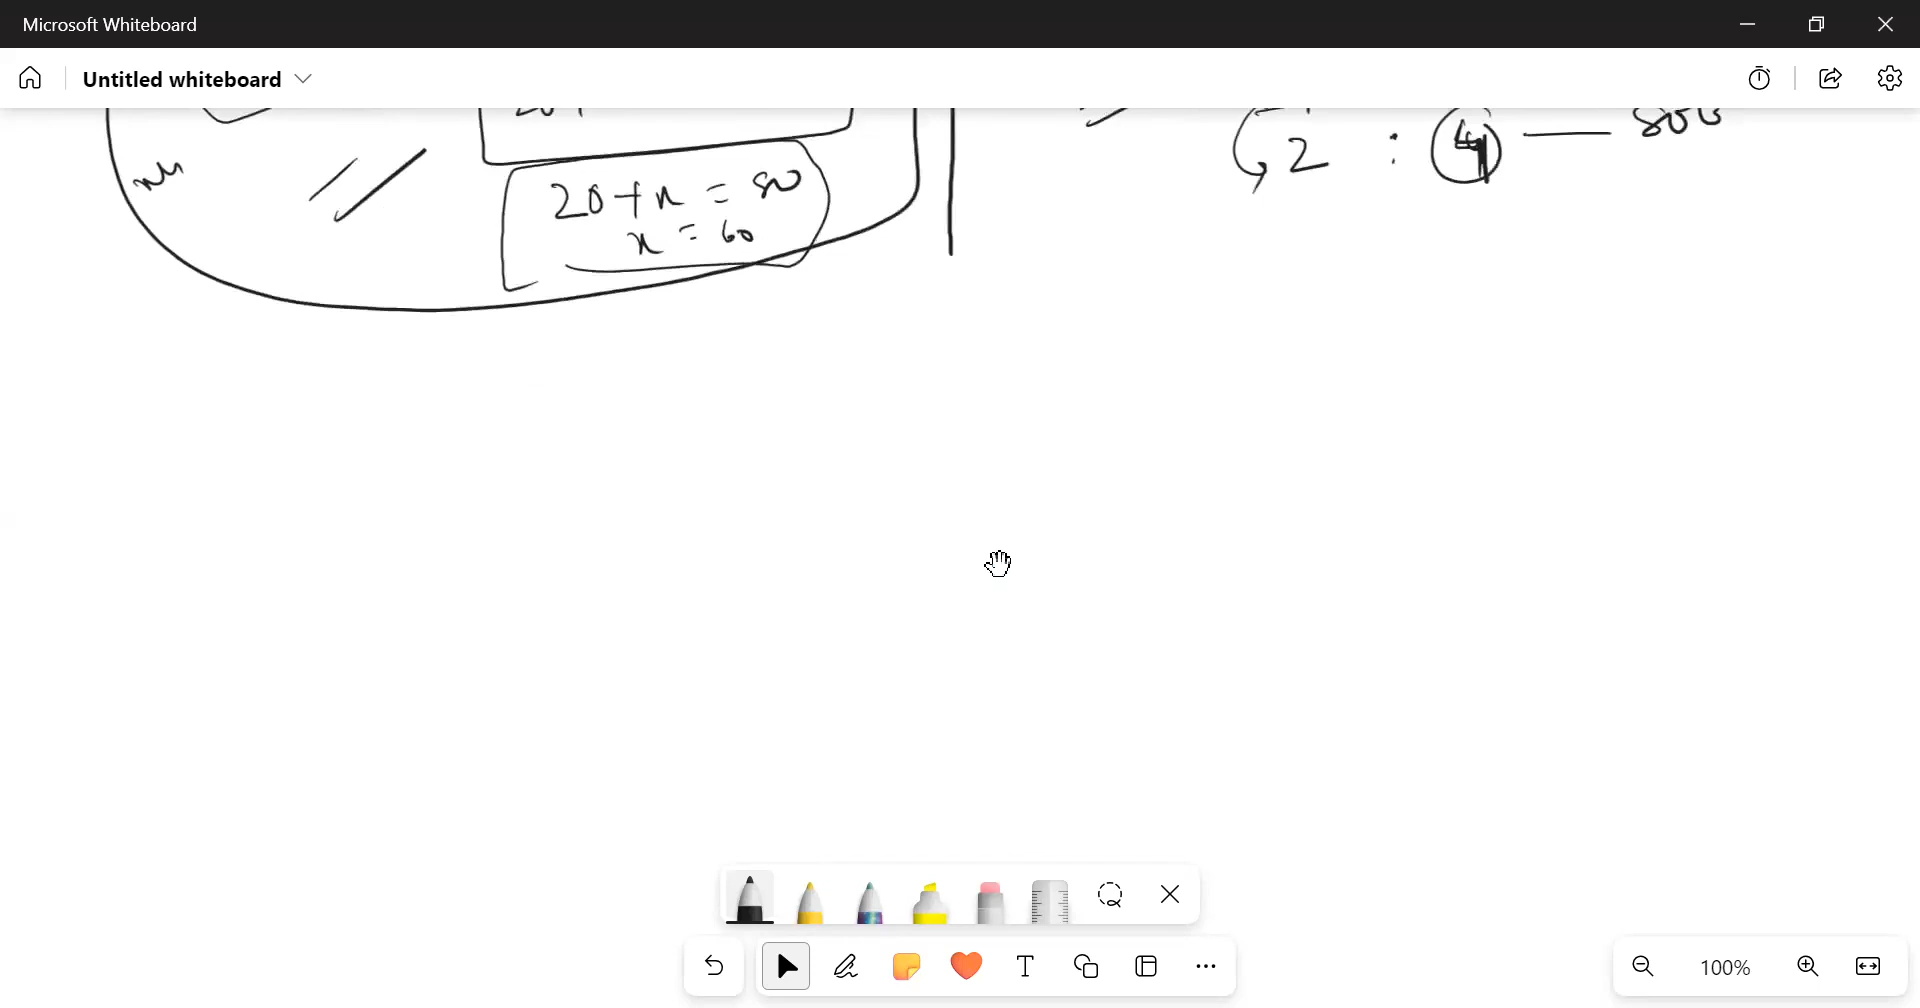 Microsoft Whiteboard
Untitled whiteboard
2 : 4 — 800
20 + x = 80
x = 60
T
100%